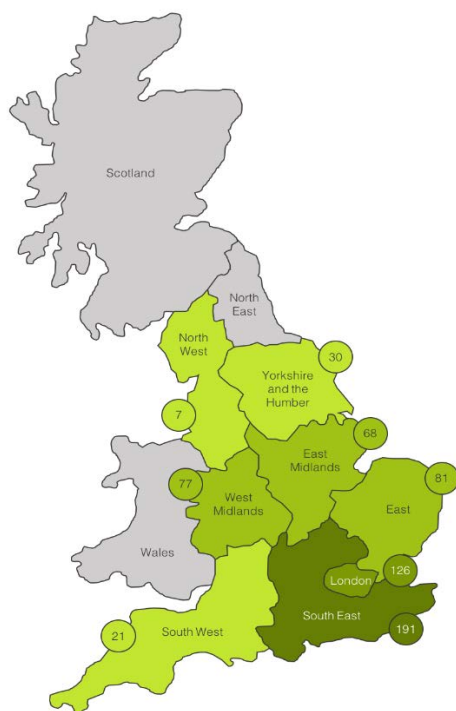 Scotland
North
East
North
West
30
Yorkshire
and the
Humber
7
68
East
Midlands
81
77
West
Midlands
East
Wales
126
London
South East
191
21
South West